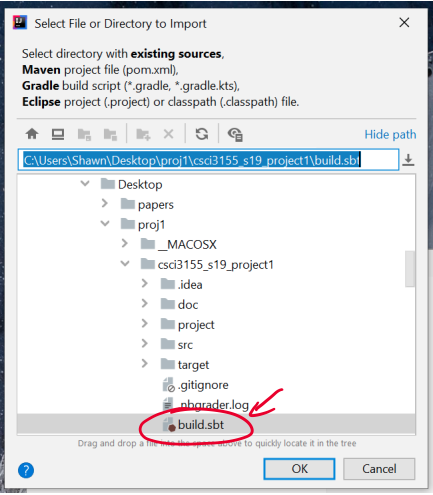 Select File or Directory to Import
Select directory with existing sources,
Maven project file (pom.xml),
Gradle build script (*.gradle, *.gradle.kts),
Eclipse project (.project) or classpath (.classpath) file.
Hide path
C:\Users\Shawn\Desktop\proj1\csci3155_s19_project1\build.sbt
Desktop
papers
proj1
__MACOSX
csci3155_s19_project1
.idea
doc
project
src
target
.gitignore
.nbgrader.log
build.sbt
Drag and drop a file into the space above to quickly locate it in the tree
?
OK
Cancel